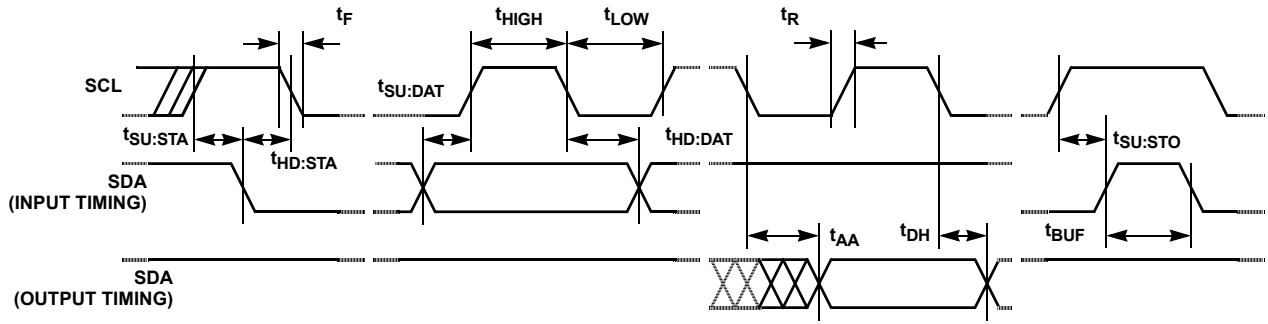 tF
tHIGH
tLOW
tR
SCL
tSU:DAT
tSU:STA
tHD:STA
tHD:DAT
tSU:STO
SDA
(INPUT TIMING)
tAA
tDH
tBUF
SDA
(OUTPUT TIMING)